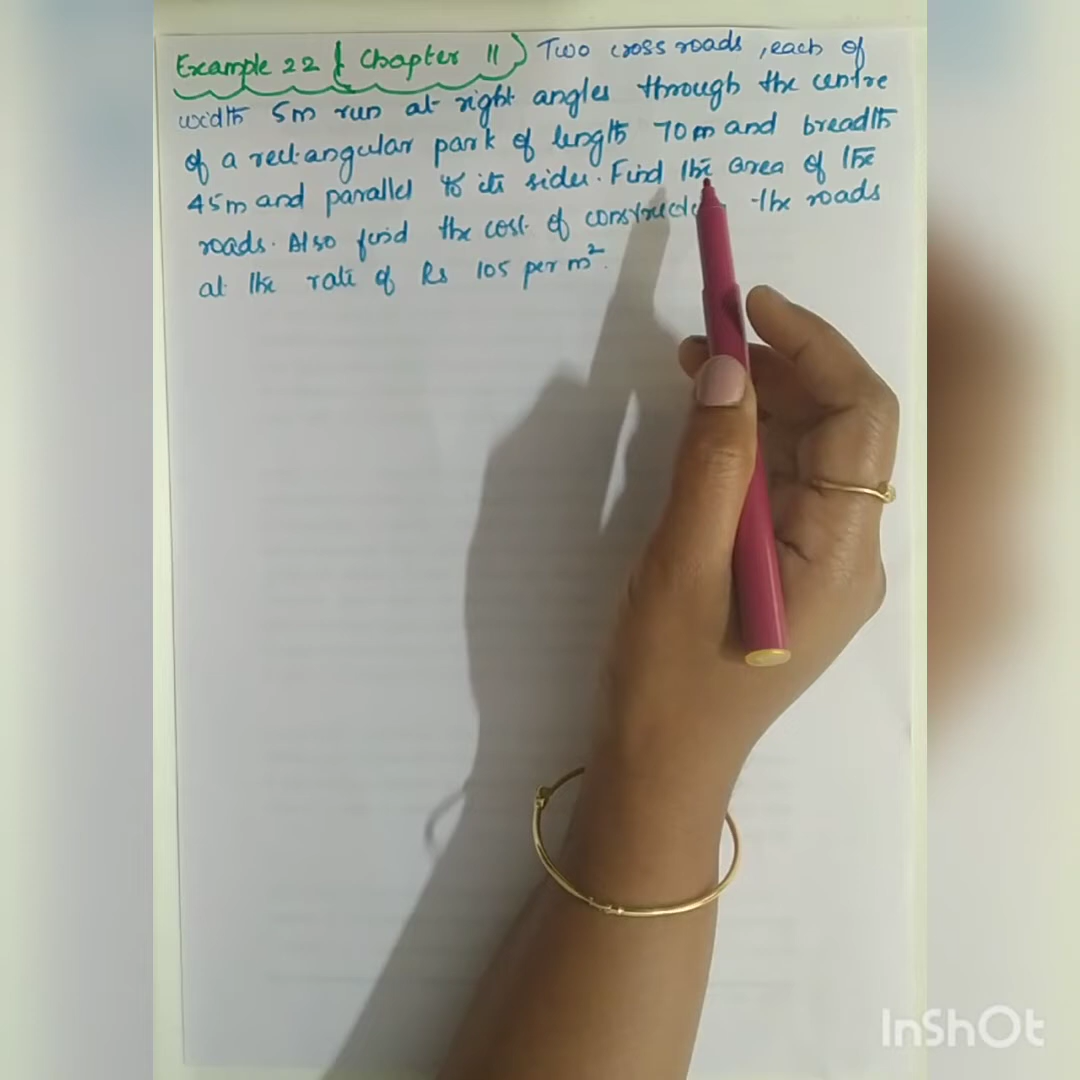 Example 22 { Chapter 11 } Two cross roads, each of
width 5m run at right angles through the centre
of a rectangular park of length 70m and breadth
45m and parallel to its sides. Find the area of the
roads. Also find the cost of the roads
at the rate of Rs 105 per m².
InShOt